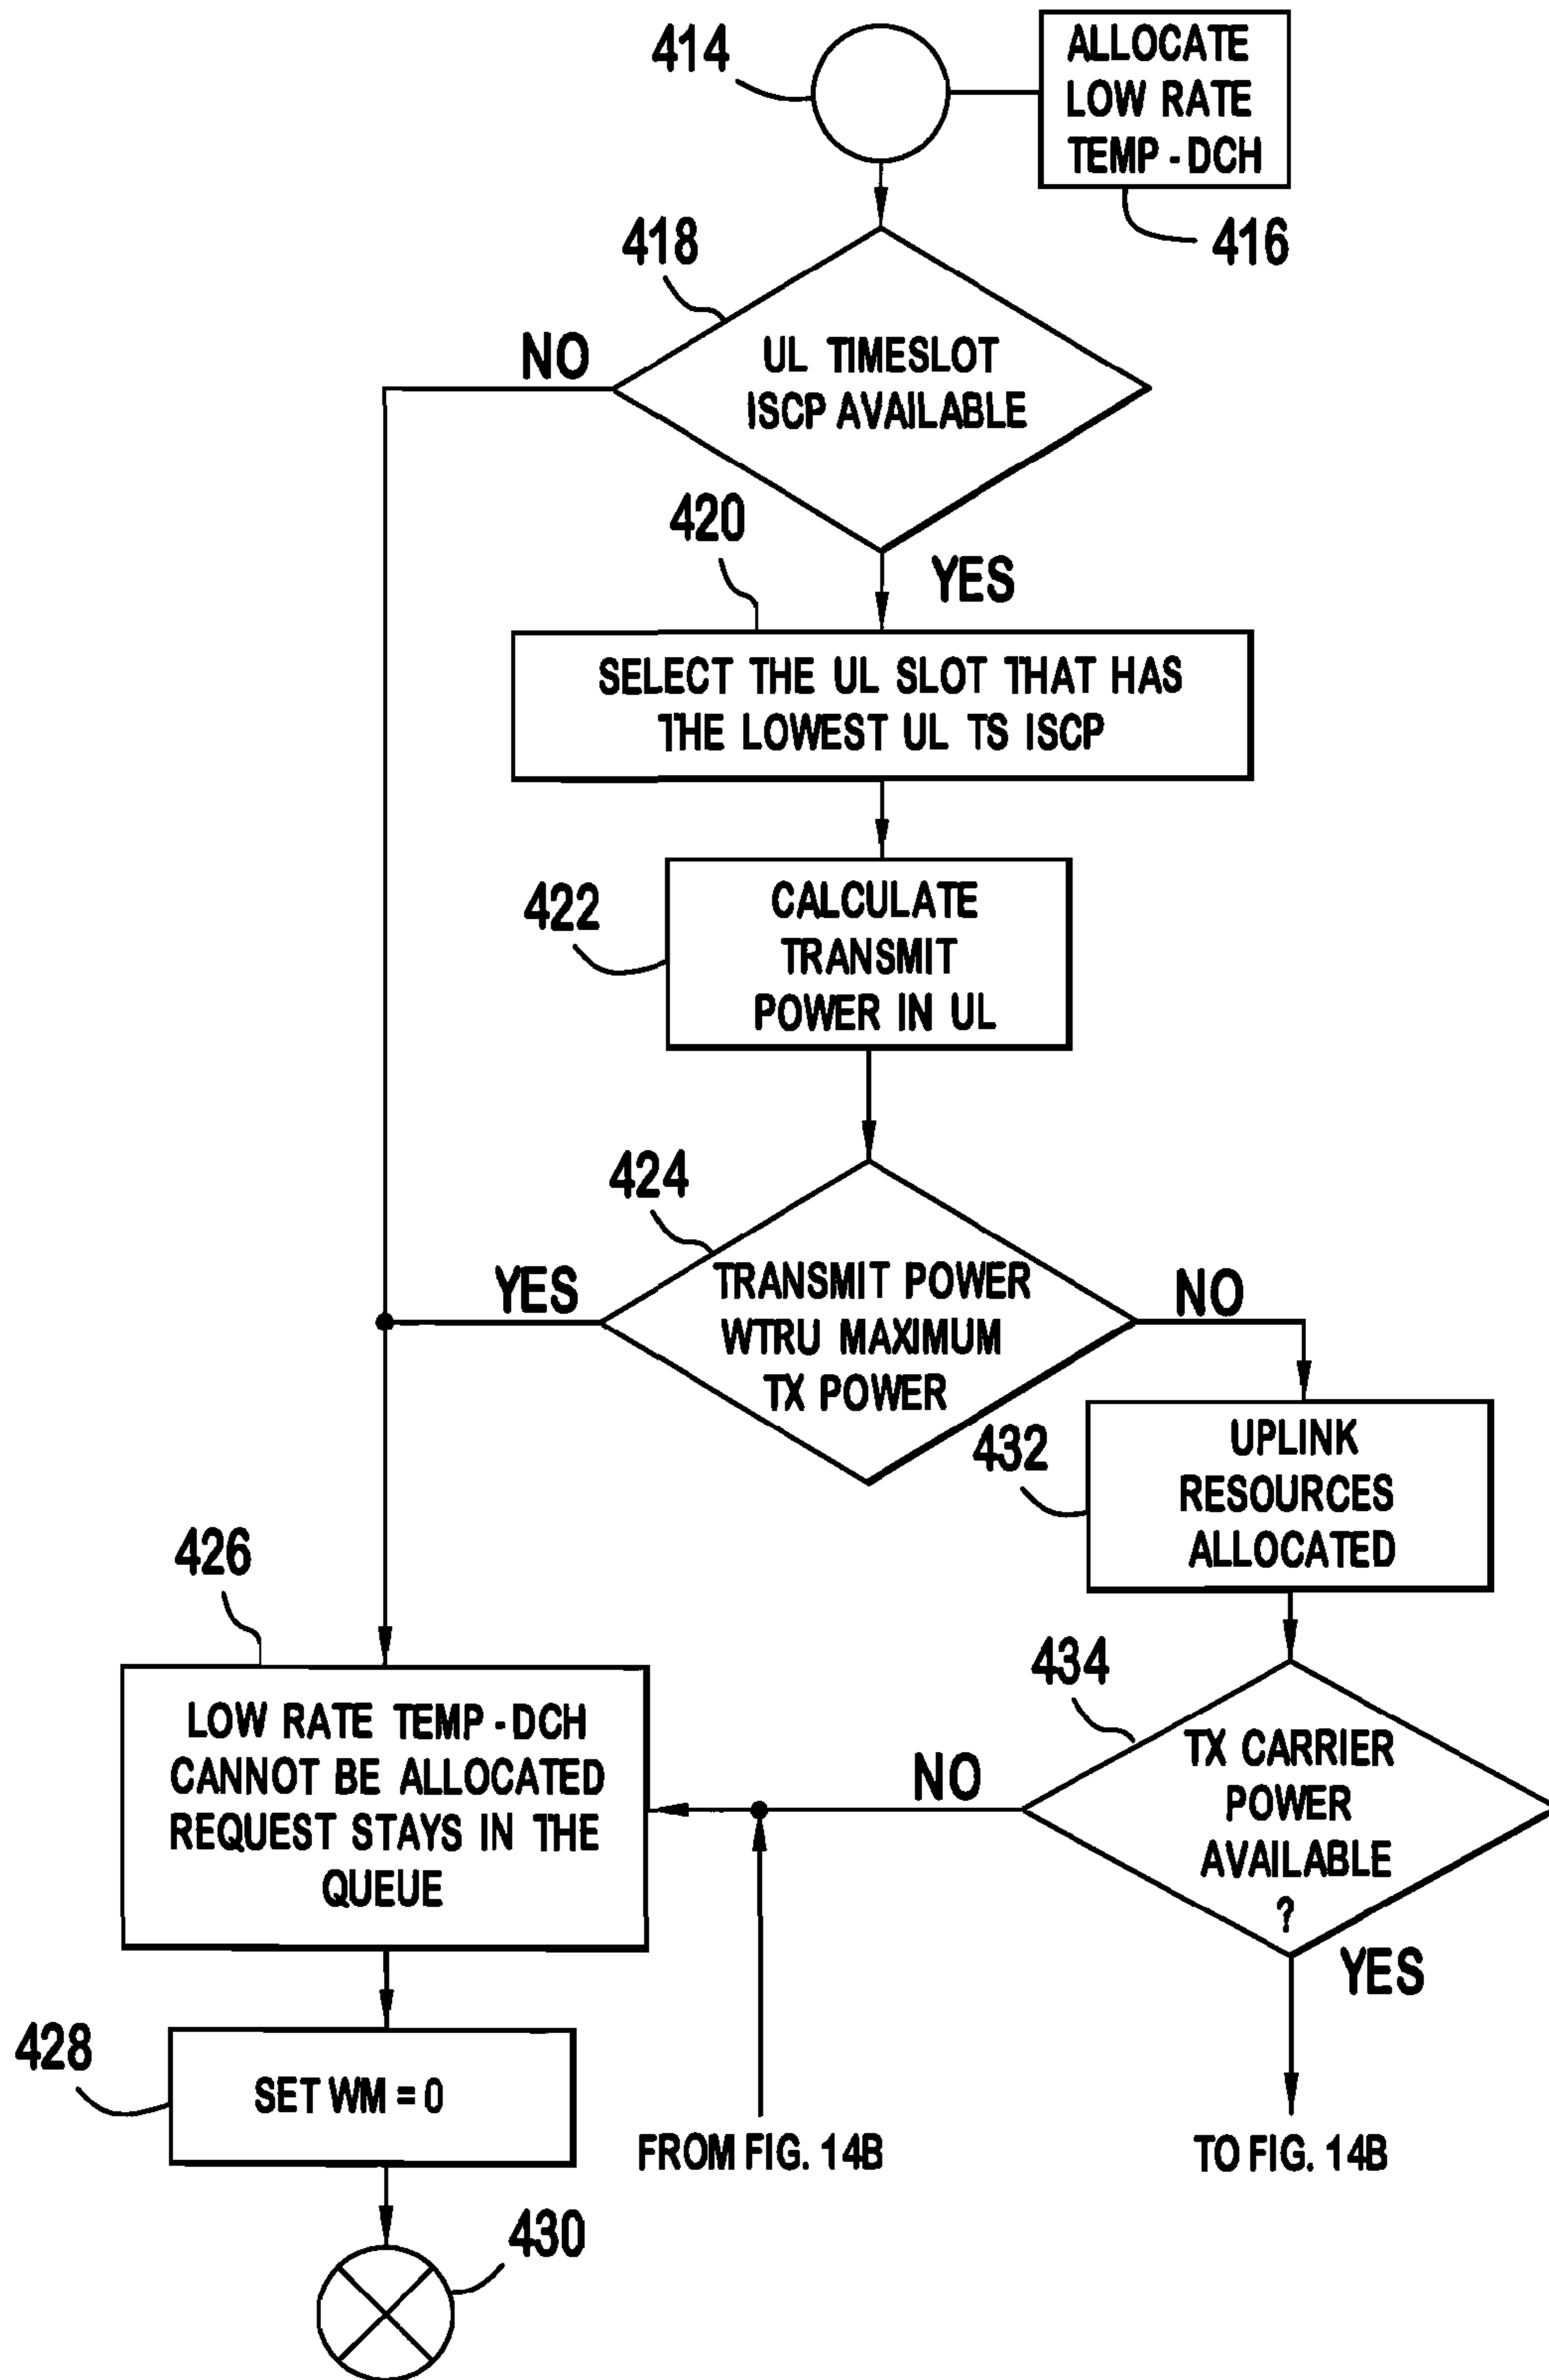 414
ALLOCATE
LOW RATE
TEMP - DCH
416
418
NO
UL TIMESLOT
ISCP AVAILABLE
420
YES
SELECT THE UL SLOT THAT HAS
THE LOWEST UL TS ISCP
422
CALCULATE
TRANSMIT
POWER IN UL
424
YES
TRANSMIT POWER
WTRU MAXIMUM
TX POWER
NO
432
UPLINK
RESOURCES
ALLOCATED
426
LOW RATE TEMP - DCH
CANNOT BE ALLOCATED
REQUEST STAYS IN THE
QUEUE
434
NO
TX CARRIER
POWER
AVAILABLE
?
YES
428
SET WM = 0
FROM FIG. 14B
TO FIG. 14B
430